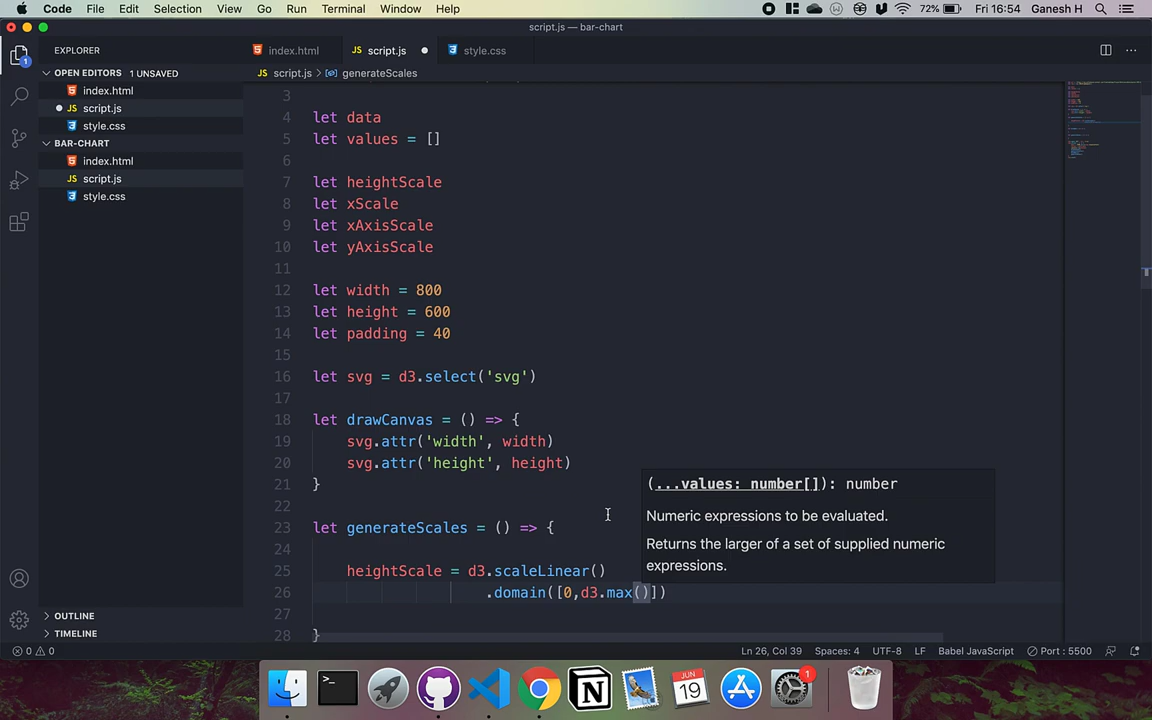 Code File Edit Selection View Go Run Terminal Window Help 72% Fri 16:54 Ganesh H
script.js — bar-chart
EXPLORER
index.html JS script.js style.css
OPEN EDITORS 1 UNSAVED
JS script.js > generateScales
index.html
JS script.js
style.css
BAR-CHART
index.html
JS script.js
style.css
OUTLINE
TIMELINE
3
4 let data
5 let values = []
6
7 let heightScale
8 let xScale
9 let xAxisScale
10 let yAxisScale
11
12 let width = 800
13 let height = 600
14 let padding = 40
15
16 let svg = d3.select('svg')
17
18 let drawCanvas = () => {
19 svg.attr('width', width)
20 svg.attr('height', height)
21 }
22
23 let generateScales = () => {
24
25 heightScale = d3.scaleLinear()
26 .domain([0,d3.max()])
27
28 }
(...values: number[]): number
Numeric expressions to be evaluated.
Returns the larger of a set of supplied numeric
expressions.
0 0 Ln 26, Col 39 Spaces: 4 UTF-8 LF Babel JavaScript Port : 5500
JUN
19
1